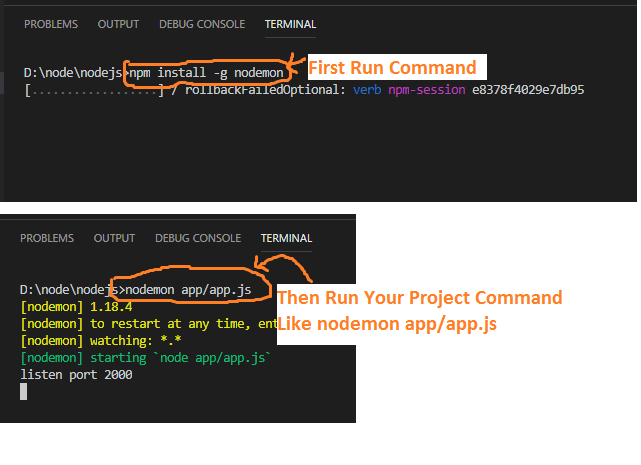 PROBLEMS OUTPUT DEBUG CONSOLE TERMINAL
D:\node\nodejs>npm install -g nodemon
First Run Command
[..................] / rollbackFailedOptional: verb npm-session e8378f4029e7db95
PROBLEMS OUTPUT DEBUG CONSOLE TERMINAL
D:\node\nodejs>nodemon app/app.js
[nodemon] 1.18.4
[nodemon] to restart at any time, ent
[nodemon] watching: *.*
[nodemon] starting `node app/app.js`
listen port 2000
Then Run Your Project Command
Like nodemon app/app.js